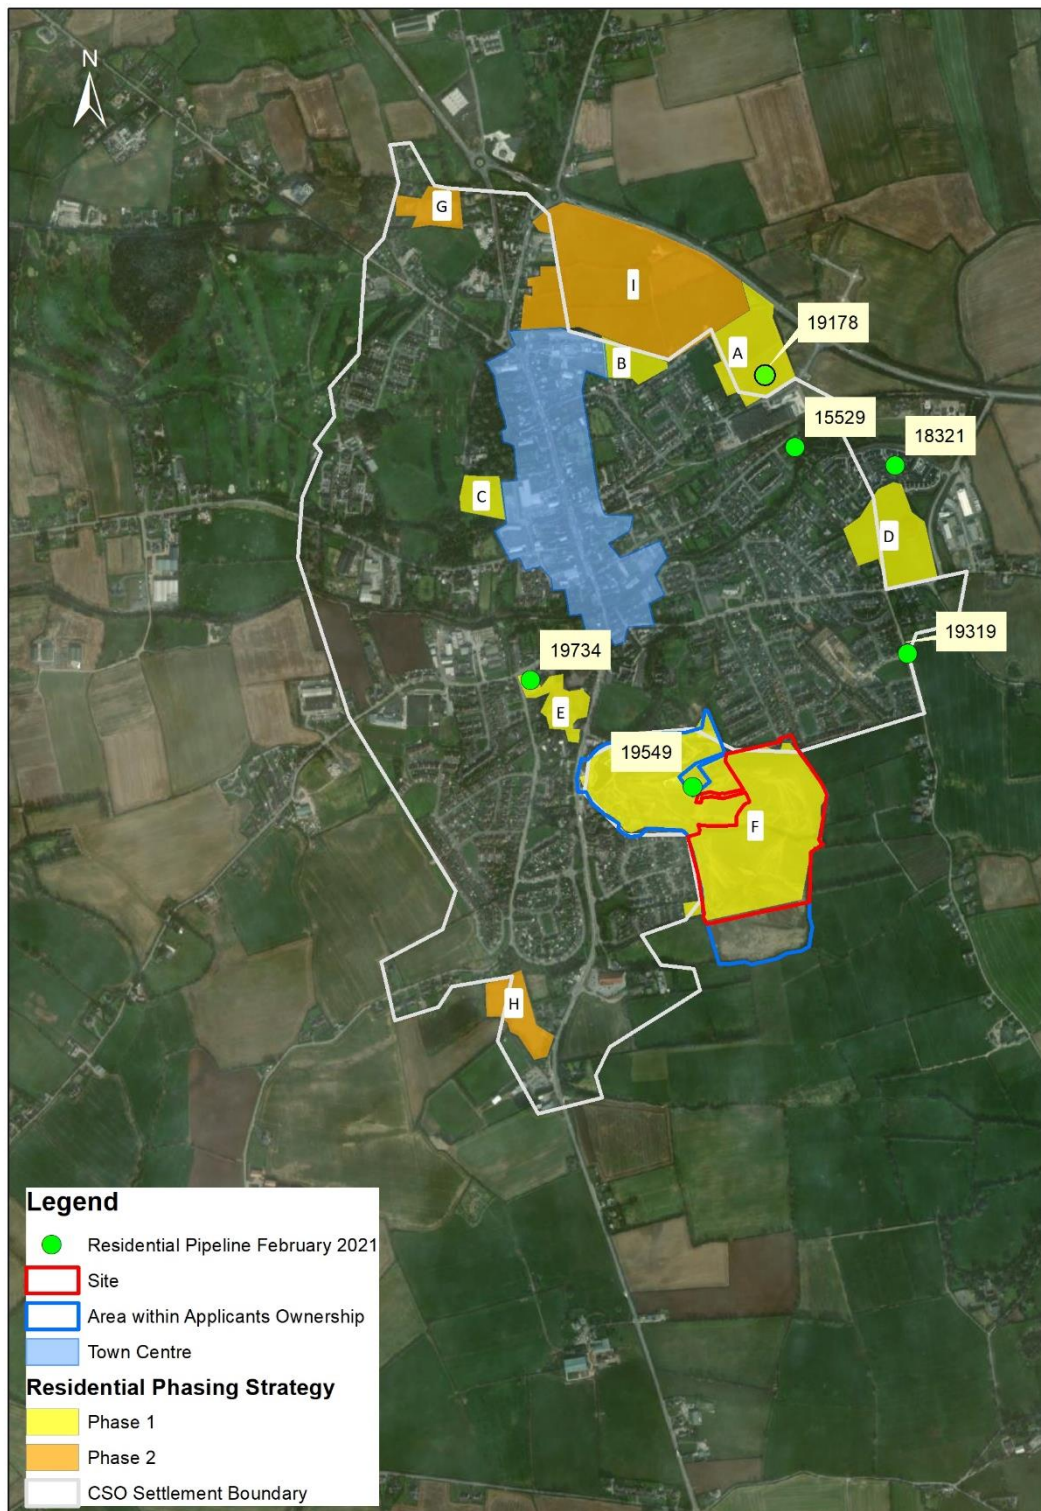 N
G
I
19178
A
B
15529
18321
C
D
19319
19734
E
19549
F
H
Legend
Residential Pipeline February 2021
Site
Area within Applicants Ownership
Town Centre
Residential Phasing Strategy
Phase 1
Phase 2
CSO Settlement Boundary